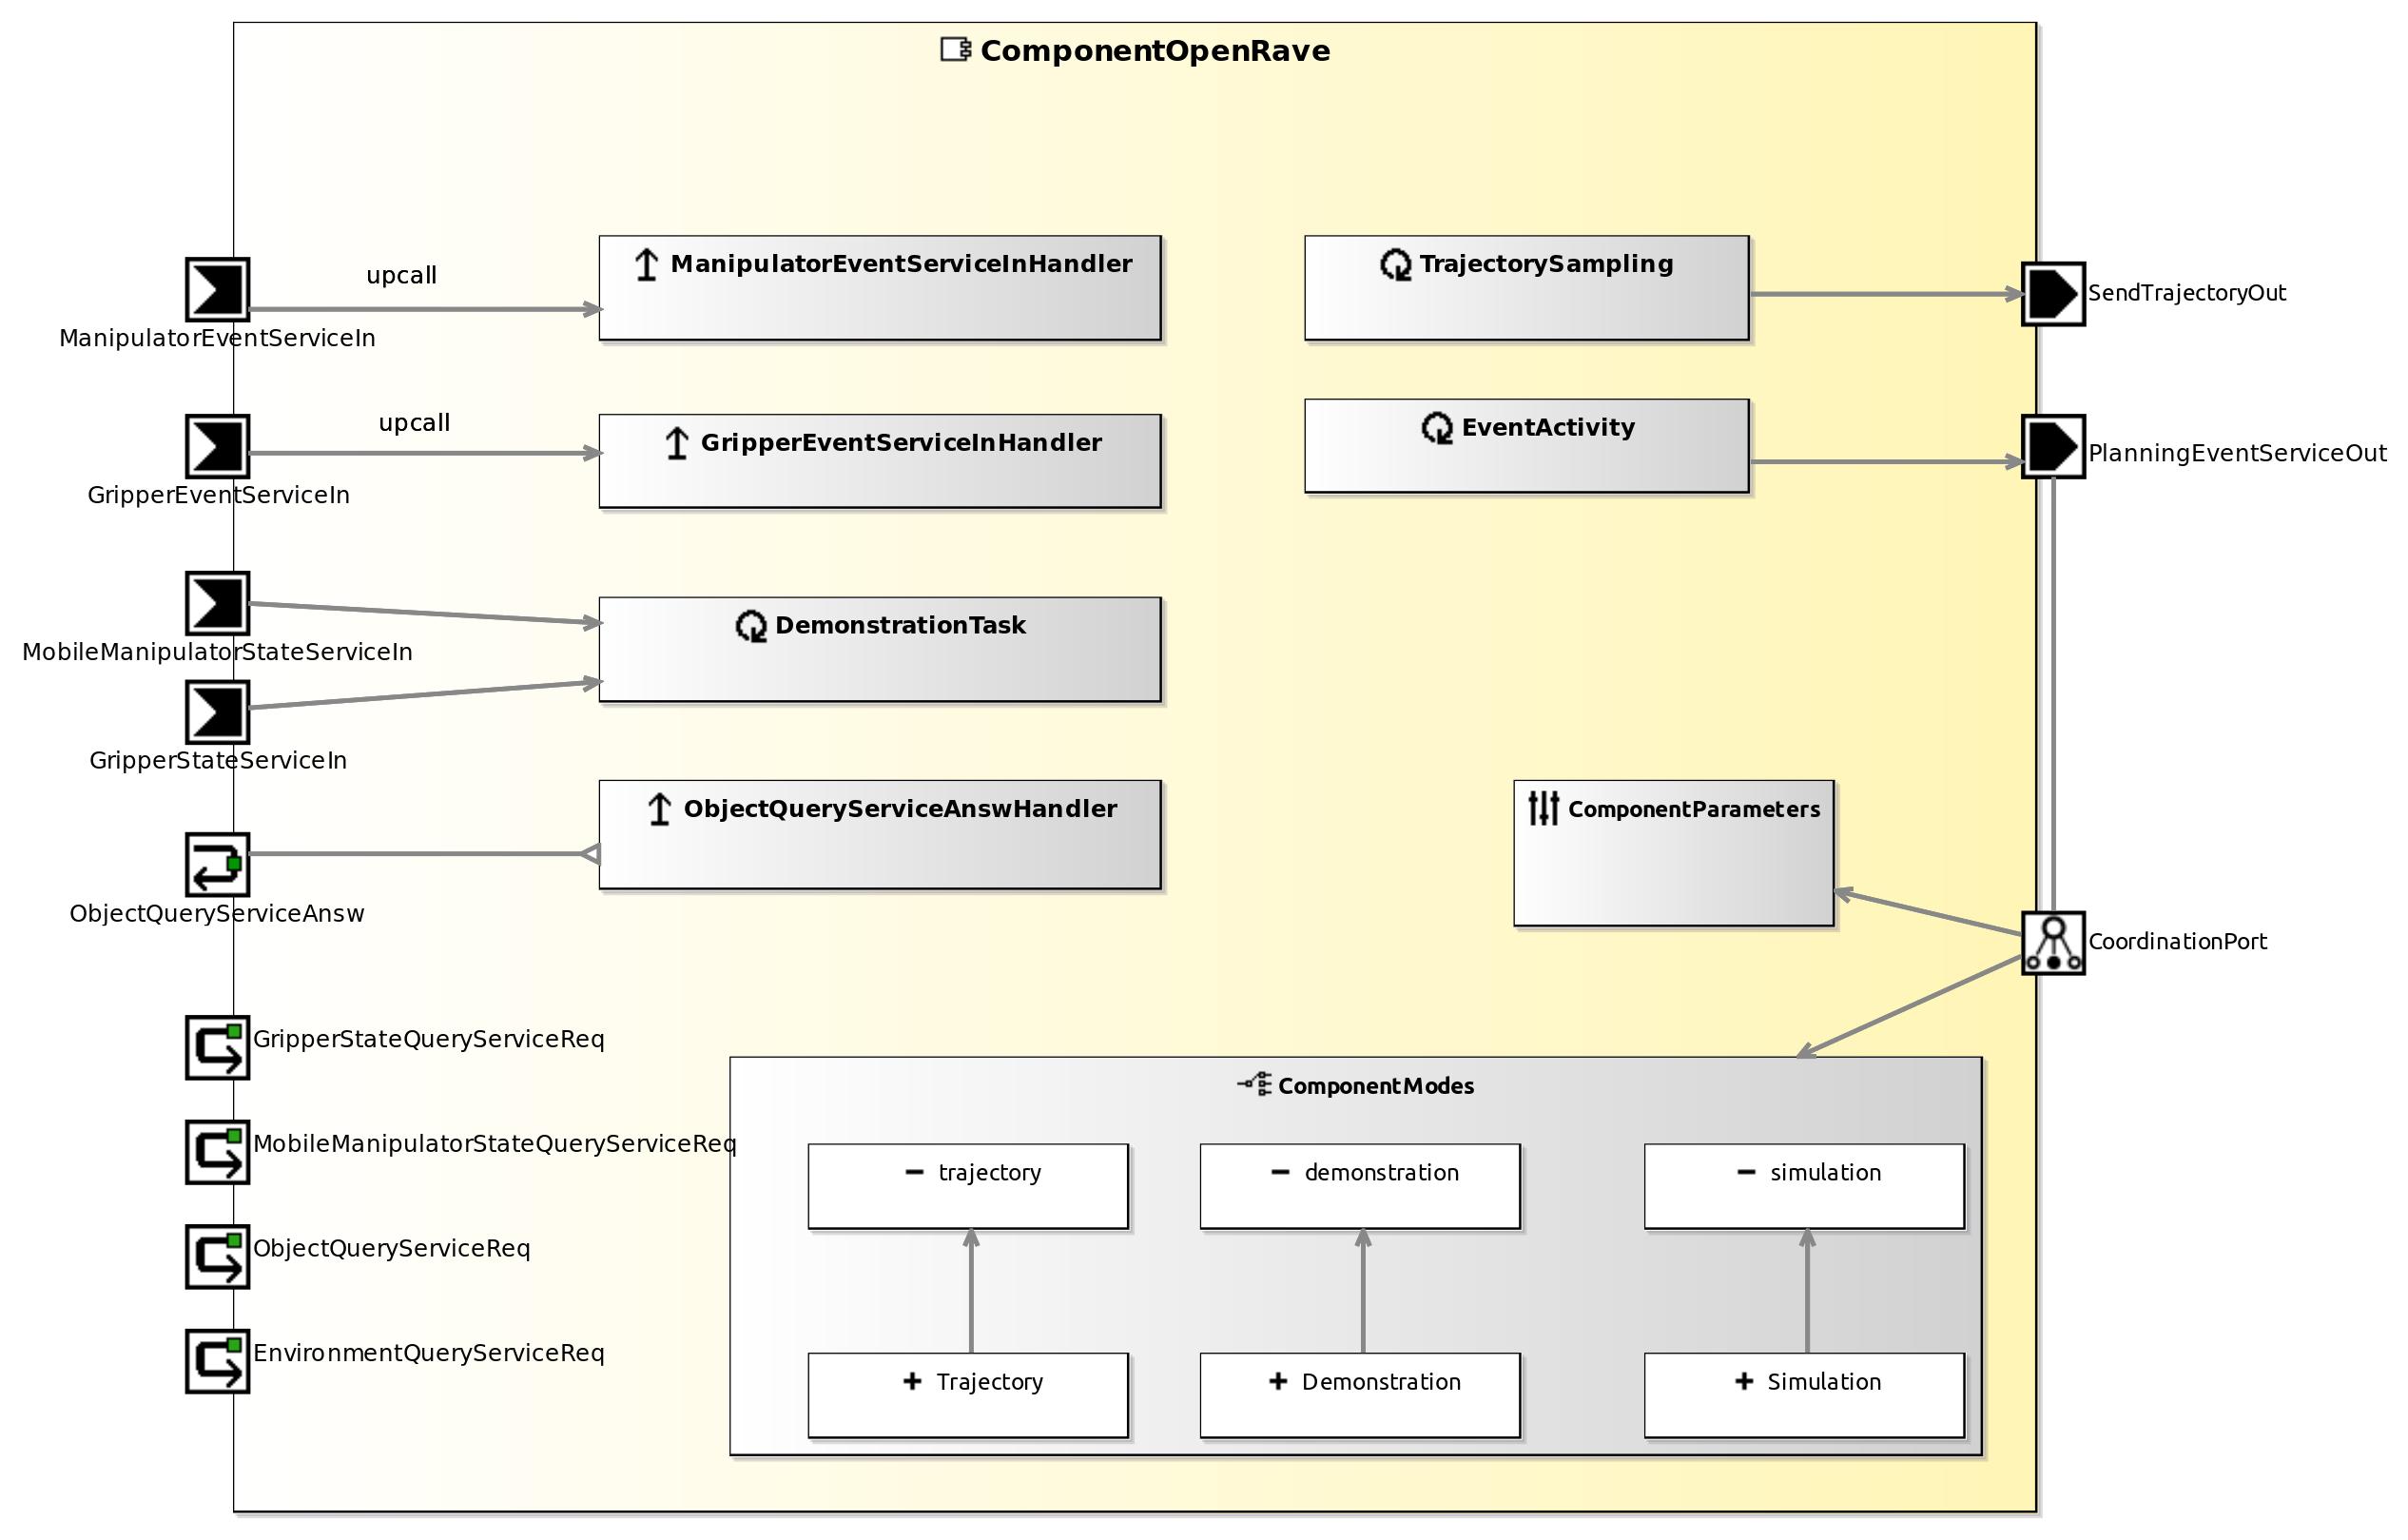 ComponentOpenRave
upcall
ManipulatorEventServiceInHandler
TrajectorySampling
SendTrajectoryOut
ManipulatorEventServiceIn
upcall
GripperEventServiceInHandler
EventActivity
PlanningEventServiceOut
GripperEventServiceIn
DemonstrationTask
MobileManipulatorStateServiceIn
GripperStateServiceIn
ObjectQueryServiceAnswHandler
ComponentParameters
ObjectQueryServiceAnsw
CoordinationPort
GripperStateQueryServiceReq
MobileManipulatorStateQueryServiceReq
ObjectQueryServiceReq
EnvironmentQueryServiceReq
ComponentModes
trajectory
demonstration
simulation
Trajectory
Demonstration
Simulation